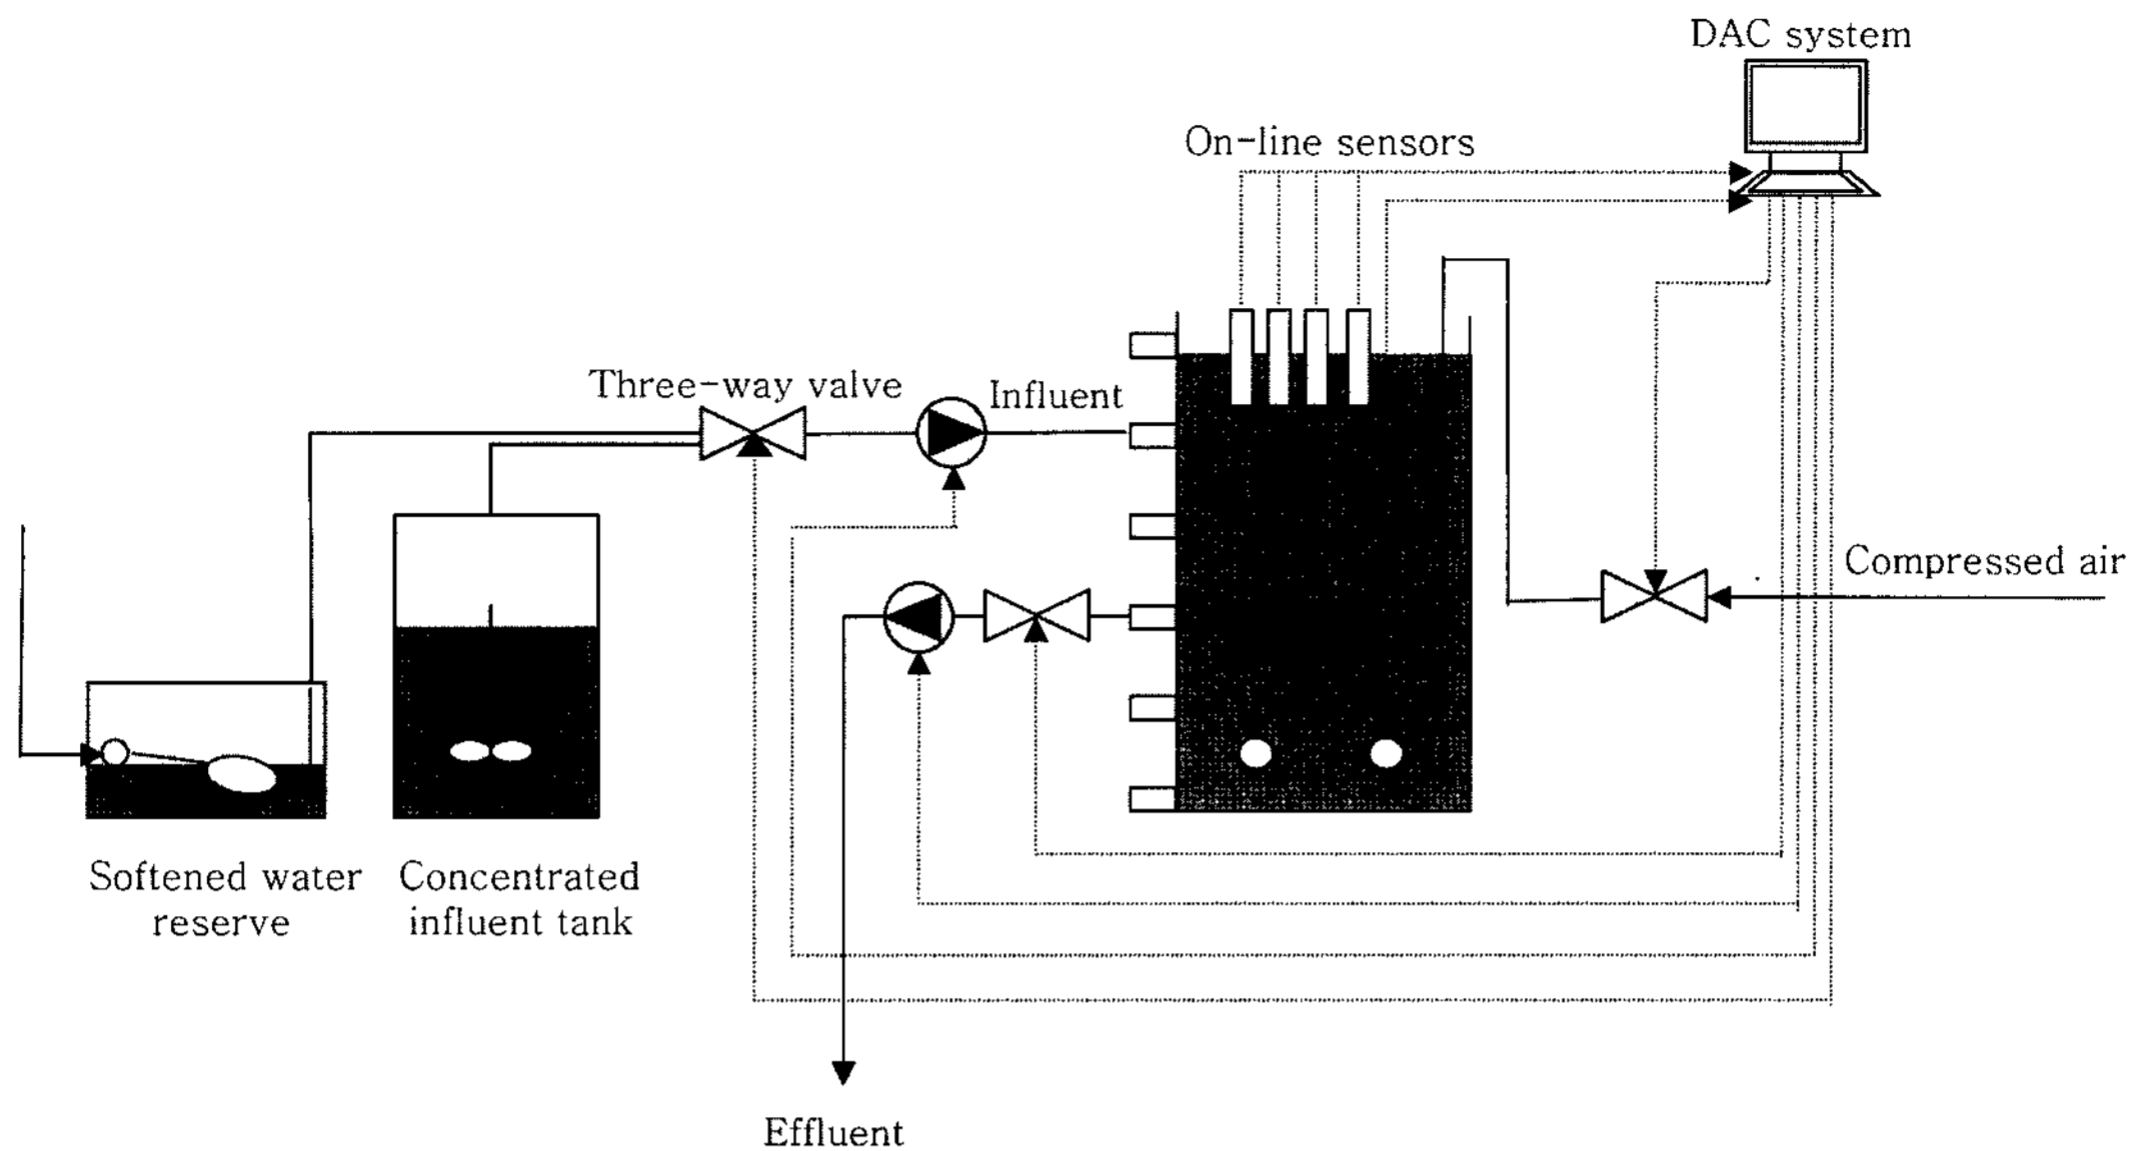 DAC system
On-line sensors
Three-way valve
Influent
Compressed air
Softened water
reserve
Concentrated
influent tank
Effluent